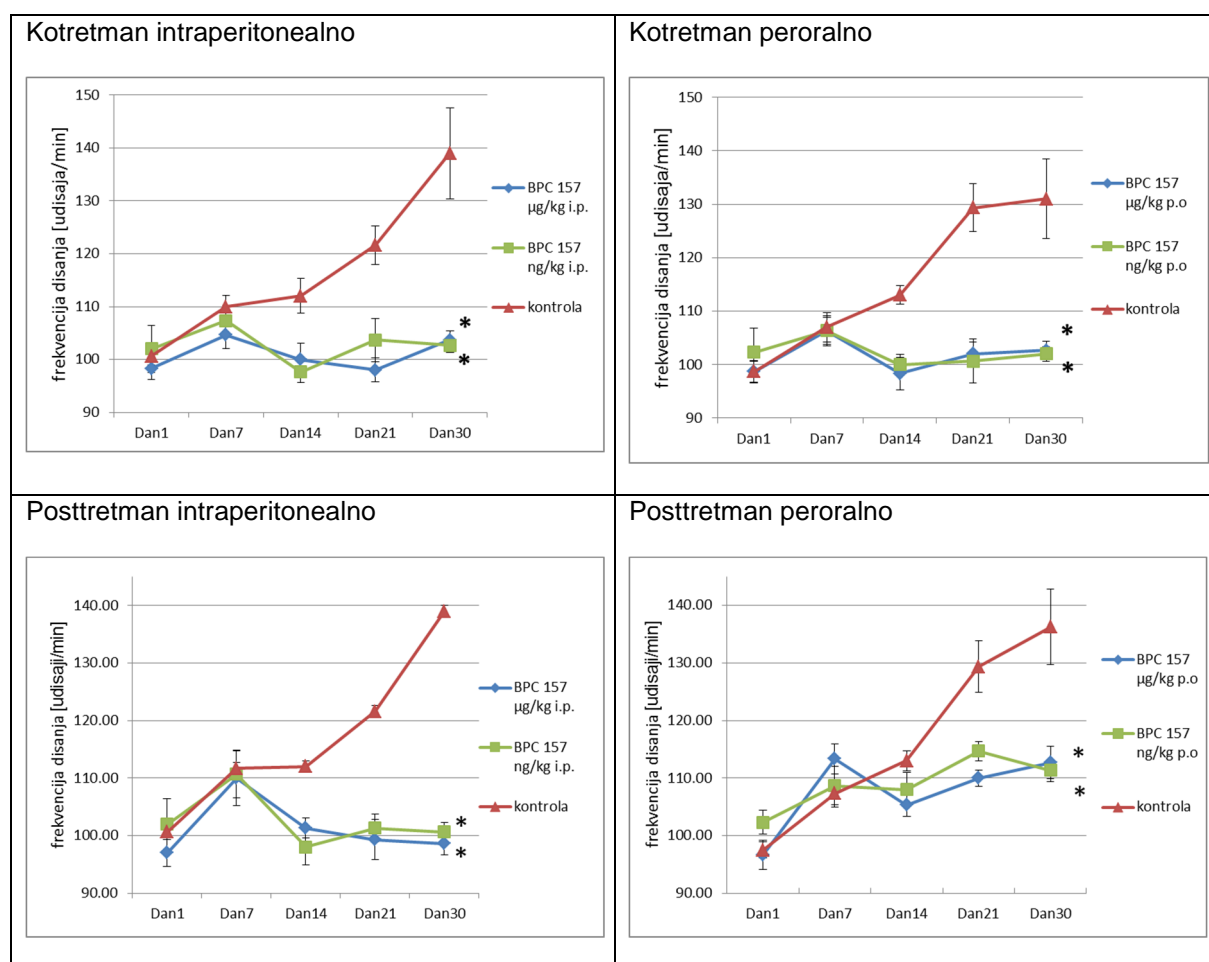 Kotretman intraperitonealno
150
140
130
120
110
100
90
frekvencija disanja [udisaja/min]
Dan1 Dan7 Dan14 Dan21 Dan30
BPC 157
µg/kg i.p.
BPC 157
ng/kg i.p.
kontrola
*
*
Kotretman peroralno
150
140
130
120
110
100
90
frekvencija disanja [udisaja/min]
Dan1 Dan7 Dan14 Dan21 Dan30
BPC 157
µg/kg p.o
BPC 157
ng/kg p.o
kontrola
*
*
Posttretman intraperitonealno
140.00
130.00
120.00
110.00
100.00
90.00
frekvencija disanja [udisaji/min]
Dan1 Dan7 Dan14 Dan21 Dan30
BPC 157
µg/kg i.p.
BPC 157
ng/kg i.p.
kontrola
*
*
Posttretman peroralno
140.00
130.00
120.00
110.00
100.00
90.00
frekvencija disanja [udisaji/min]
Dan1 Dan7 Dan14 Dan21 Dan30
BPC 157
µg/kg p.o
BPC 157
ng/kg p.o
kontrola
*
*